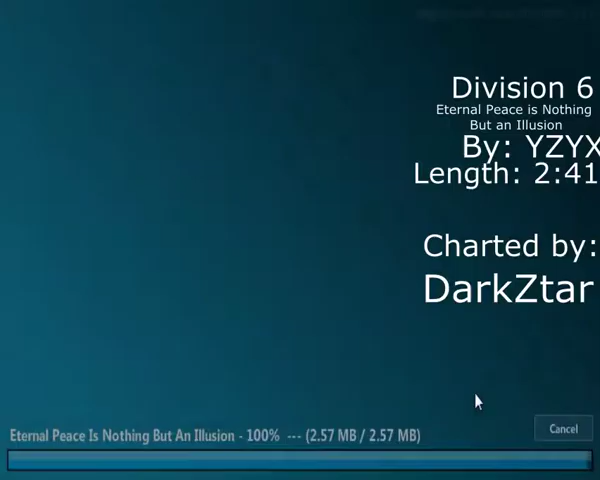 Division 6
Eternal Peace is Nothing
But an Illusion
By: YZYX
Length: 2:41
Charted by:
DarkZtar
Cancel
Eternal Peace Is Nothing But An Illusion - 100% --- (2.57 MB / 2.57 MB)